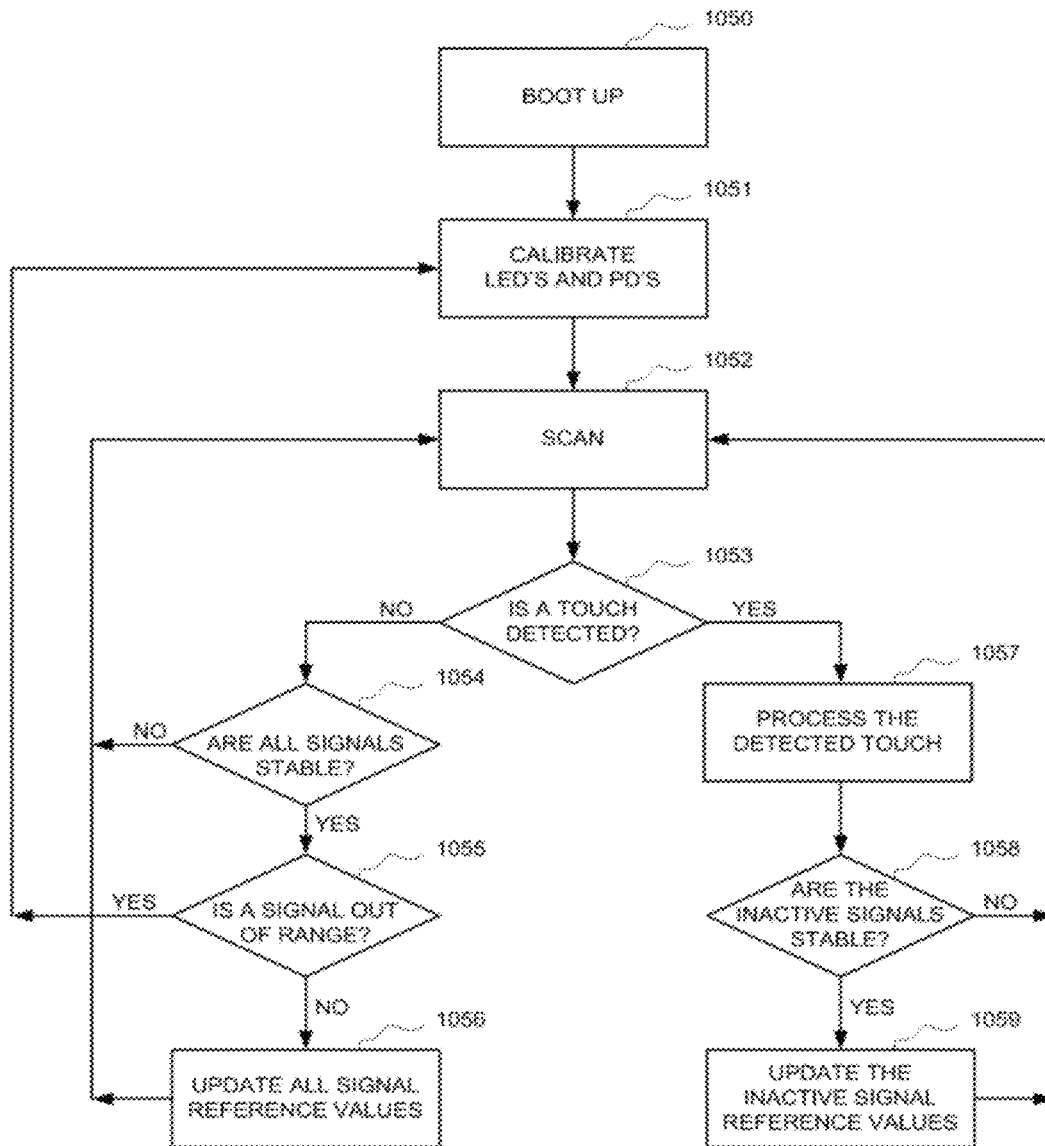 1050
BOOT UP
1051
CALIBRATE
LED'S AND PD'S
1052
SCAN
1053
NO
IS A TOUCH
DETECTED?
YES
1054
NO
ARE ALL SIGNALS
STABLE?
YES
1057
PROCESS THE
DETECTED TOUCH
1055
YES
IS A SIGNAL OUT
OF RANGE?
NO
1058
ARE THE
INACTIVE SIGNALS
STABLE?
NO
YES
1056
UPDATE ALL SIGNAL
REFERENCE VALUES
1059
UPDATE THE
INACTIVE SIGNAL
REFERENCE VALUES